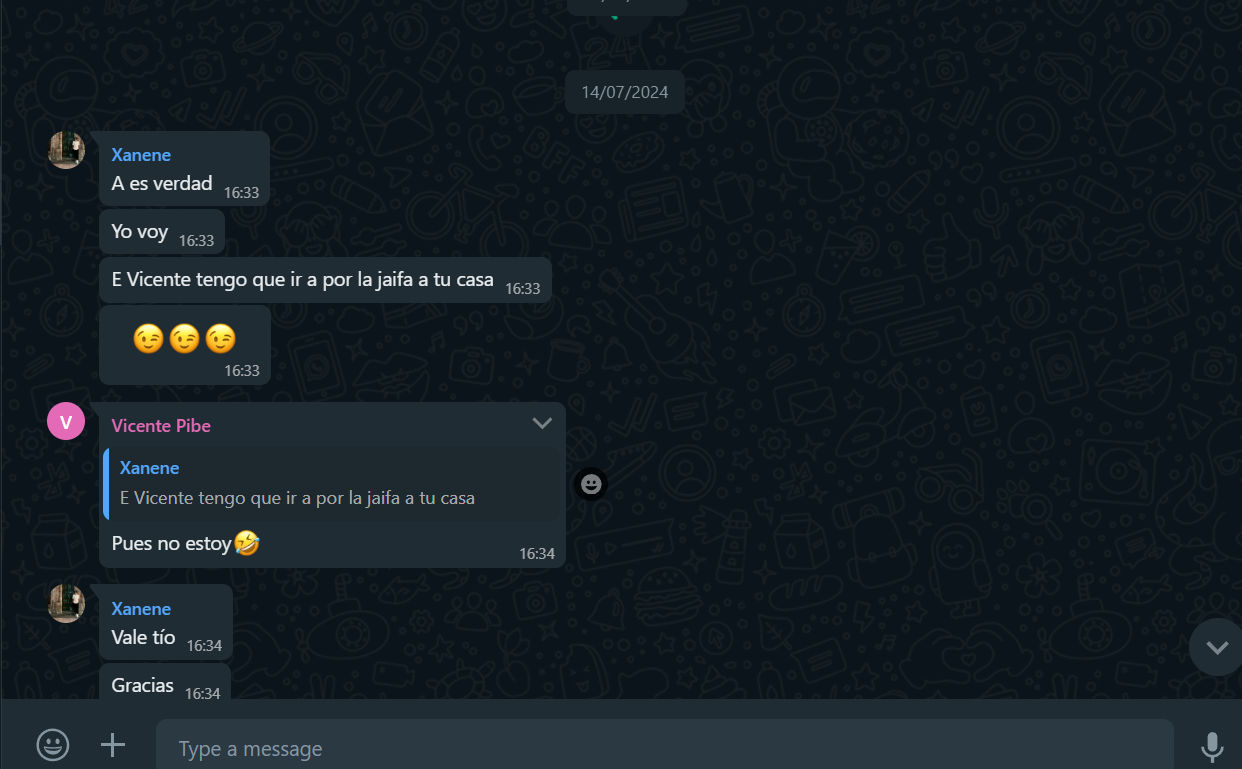 14/07/2024
Xanene
A es verdad 16:33
Yo voy 16:33
E Vicente tengo que ir a por la jaifa a tu casa 16:33
😉😉😉 16:33
V
Vicente Pibe
Xanene
E Vicente tengo que ir a por la jaifa a tu casa
Pues no estoy🤣 16:34
Xanene
Vale tío 16:34
Gracias 16:34
Type a message